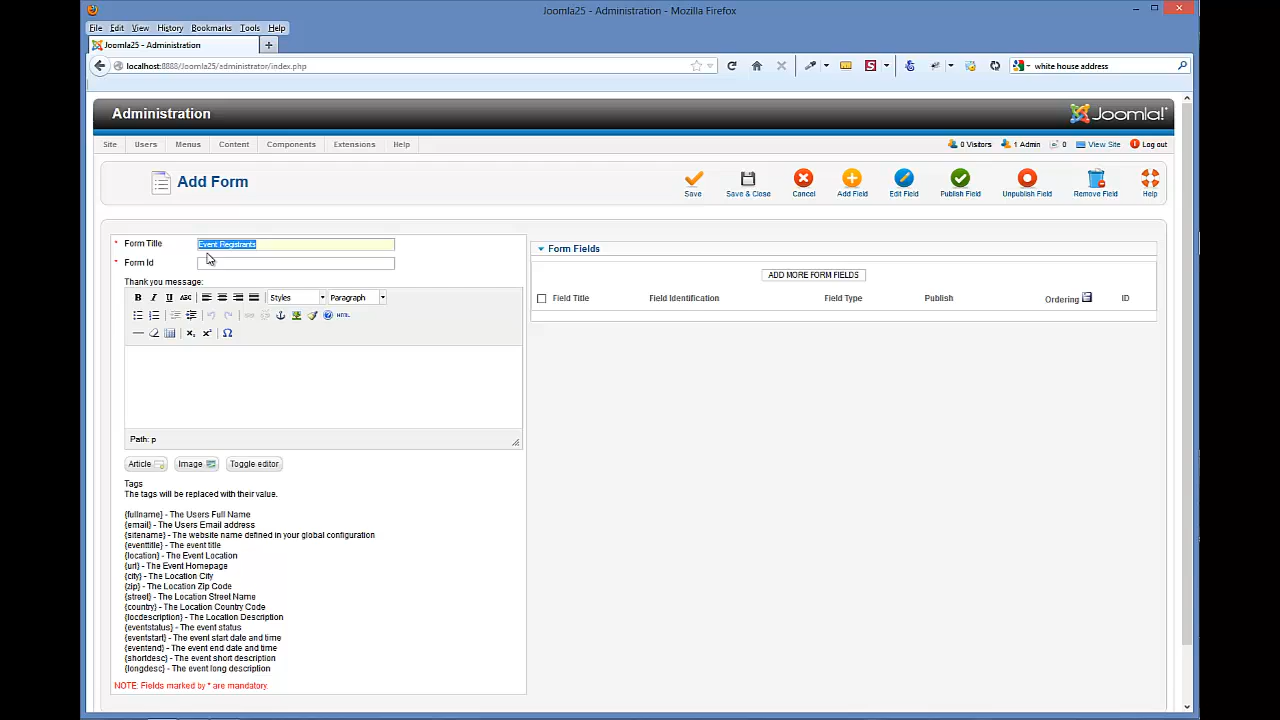 Joomla25 - Administration - Mozilla Firefox
File Edit View History Bookmarks Tools Help
Joomla25 - Administration
localhost:8888/Joomla25/administrator/index.php
white house address
Administration
Joomla!
Site Users Menus Content Components Extensions Help
0 Visitors 1 Admin 0 View Site Log out
Add Form
Save Save & Close Cancel Add Field Edit Field Publish Field Unpublish Field Remove Field Help
* Form Title Event Registrants
* Form Id
Thank you message:
B I U ABC Styles Paragraph
HTML
Path: p
Article Image Toggle editor
Tags
The tags will be replaced with their value.
{fullname} - The Users Full Name
{email} - The Users Email address
{sitename} - The website name defined in your global configuration
{eventtitle} - The event title
{location} - The Event Location
{url} - The Event Homepage
{city} - The Location City
{zip} - The Location Zip Code
{street} - The Location Street Name
{country} - The Location Country Code
{locdescription} - The Location Description
{eventstatus} - The event status
{eventstart} - The event start date and time
{eventend} - The event end date and time
{shortdesc} - The event short description
{longdesc} - The event long description
NOTE: Fields marked by * are mandatory.
Form Fields
ADD MORE FORM FIELDS
Field Title Field Identification Field Type Publish Ordering ID